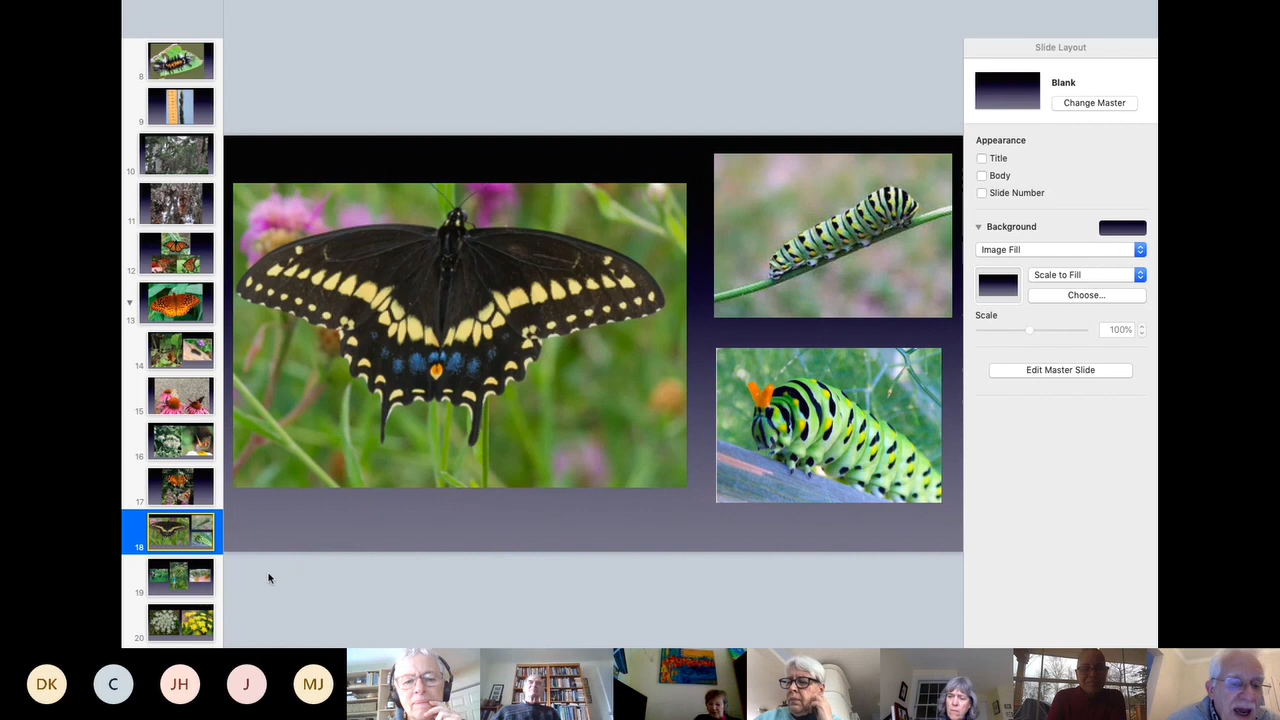 8
9
10
11
12
13
14
15
16
17
18
19
20
Slide Layout
Blank
Change Master
Appearance
Title
Body
Slide Number
Background
Image Fill
Scale to Fill
Choose...
Scale
100%
Edit Master Slide
DK
C
JH
J
MJ